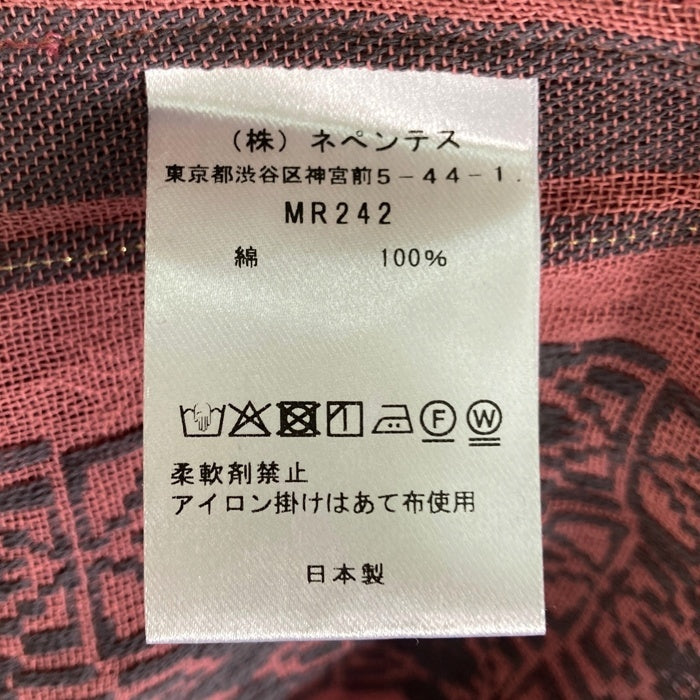 (株) ネペンテス
東京都渋谷区神宮前5-44-1.
MR242
綿 100%
F W
柔軟剤禁止
アイロン掛けはあて布使用
日本製